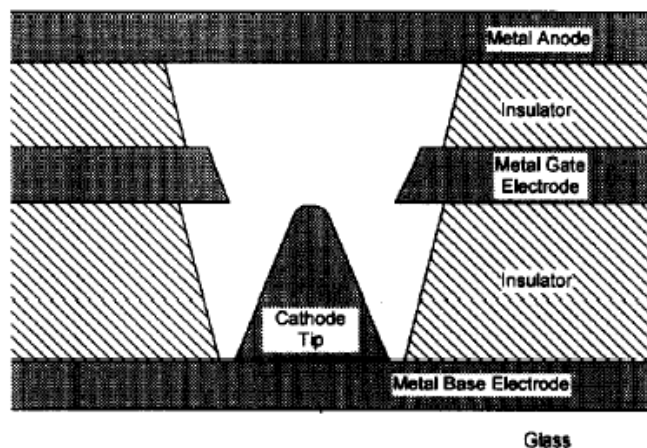 Metal Anode
Insulator
Metal Gate
Electrode
Insulator
Cathode
Tip
Metal Base Electrode
Glass